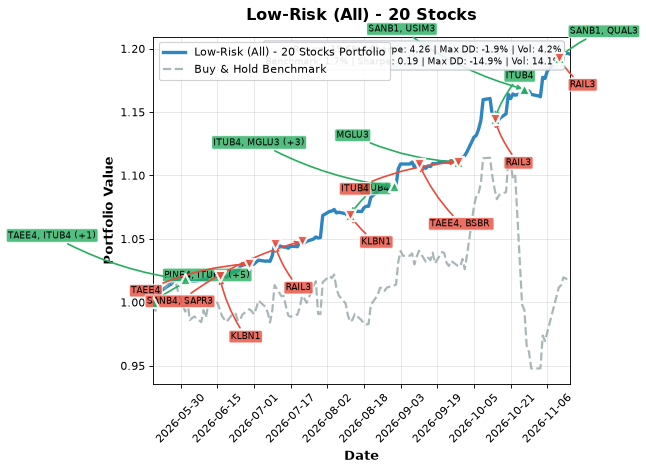 Low-Risk (All) - 20 Stocks
SANB1, USIM3
SANB1, QUAL3
Low-Risk (All) - 20 Stocks Portfolio
Buy & Hold Benchmark
4.26 | Max DD: -1.9% | Vol: 4.2%
0.19 | Max DD: -14.9% | Vol:
ITUB4
RAIL3
ITUB4, MGLU3 (+3)
MGLU3
RAIL3
ITUB4
KLBN1
TAEE4, BSBR
TAEE4, ITUB4 (+1)
(+5)
TAEE4
SANB4, SAPR3
RAIL3
KLBN1
Portfolio Value
1.20
1.15
1.10
1.05
1.00
0.95
2026-05-30
2026-06-15
2026-07-01
2026-07-17
2026-08-02
2026-08-18
2026-09-03
2026-09-19
2026-10-05
2026-10-21
2026-11-06
Date